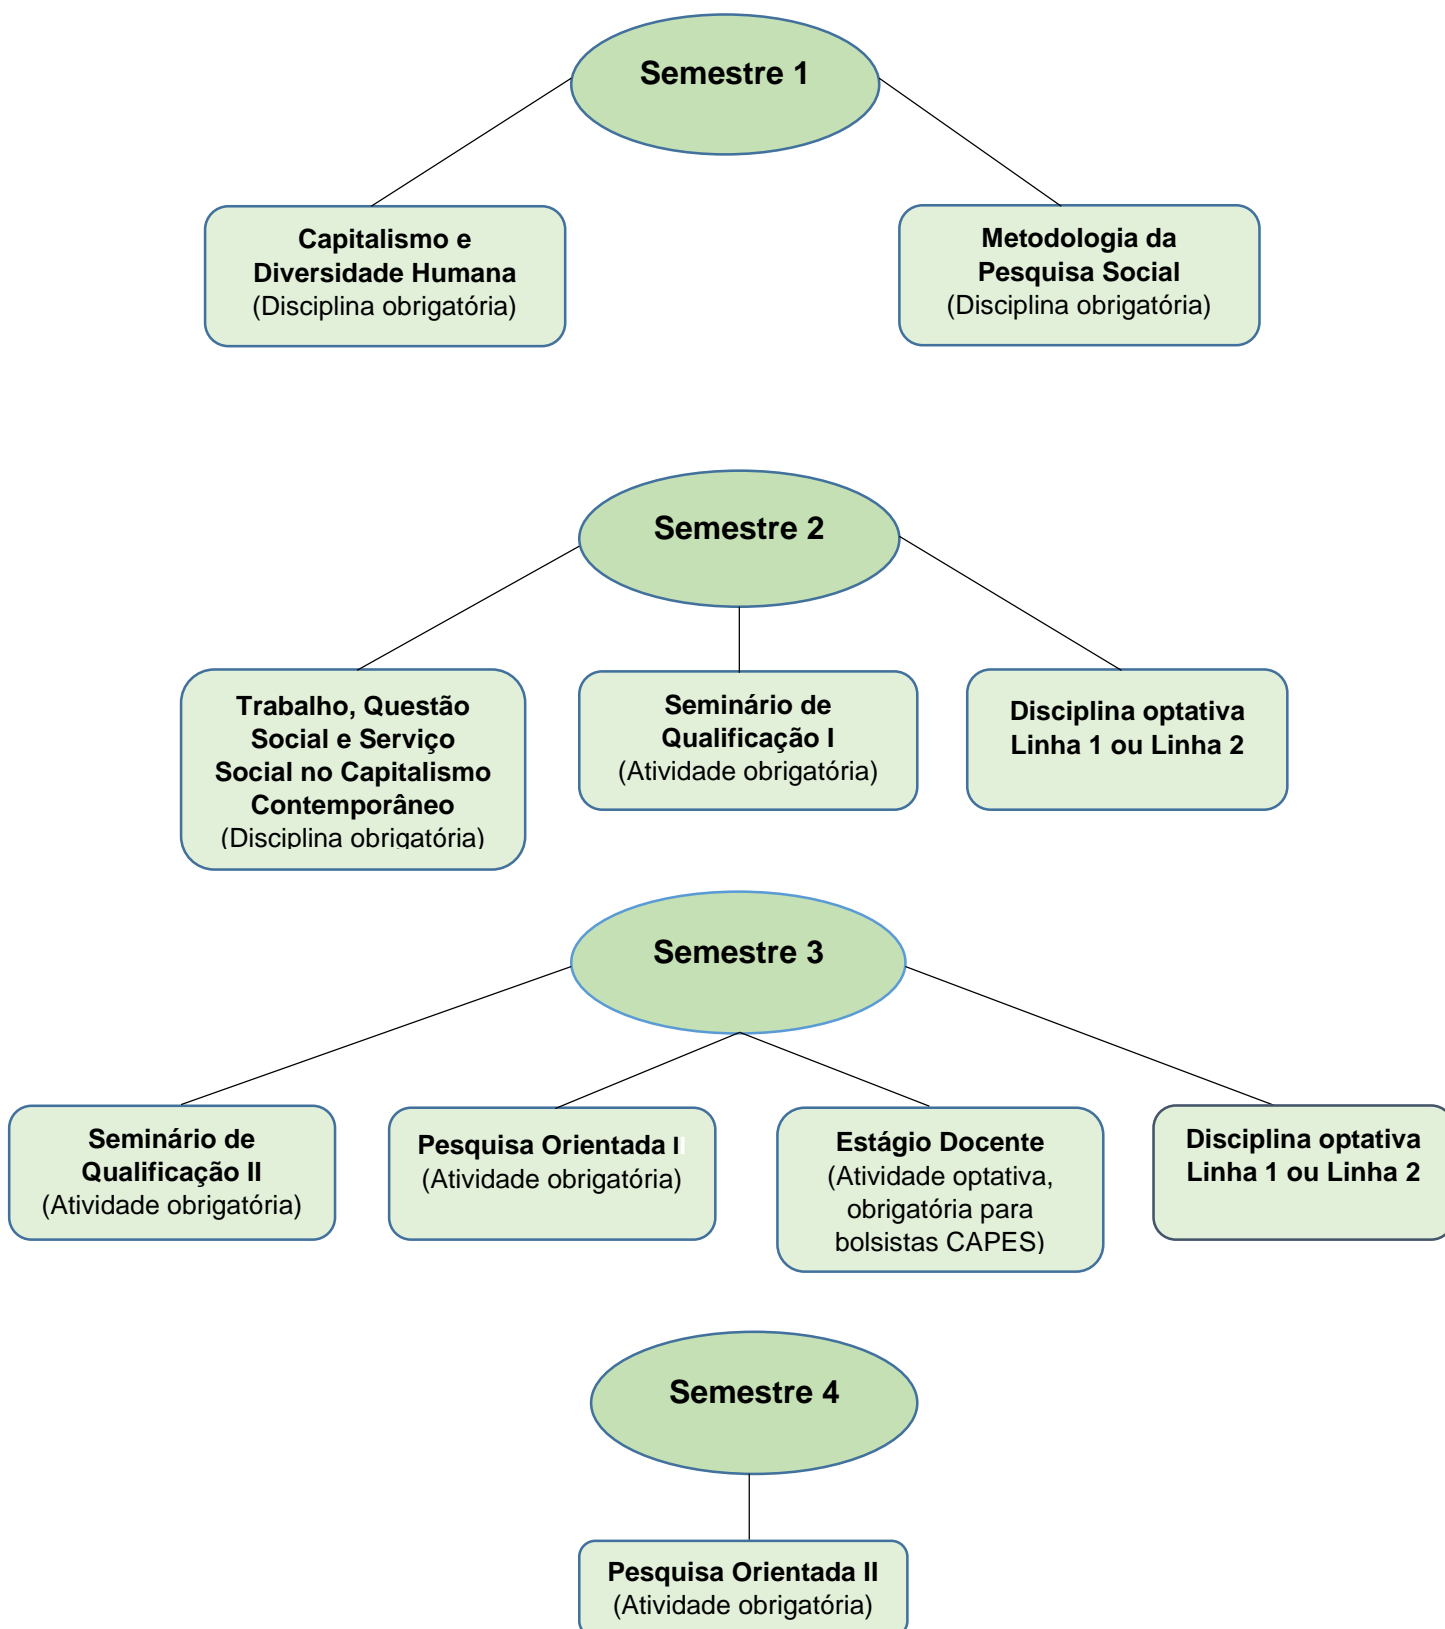 Semestre 1
Capitalismo e
Diversidade Humana
(Disciplina obrigatória)
Metodologia da
Pesquisa Social
(Disciplina obrigatória)
Semestre 2
Trabalho, Questão
Social e Serviço
Social no Capitalismo
Contemporâneo
(Disciplina obrigatória)
Seminário de
Qualificação I
(Atividade obrigatória)
Disciplina optativa
Linha 1 ou Linha 2
Semestre 3
Seminário de
Qualificação II
(Atividade obrigatória)
Pesquisa Orientada I
(Atividade obrigatória)
Estágio Docente
(Atividade optativa,
obrigatória para
bolsistas CAPES)
Disciplina optativa
Linha 1 ou Linha 2
Semestre 4
Pesquisa Orientada II
(Atividade obrigatória)